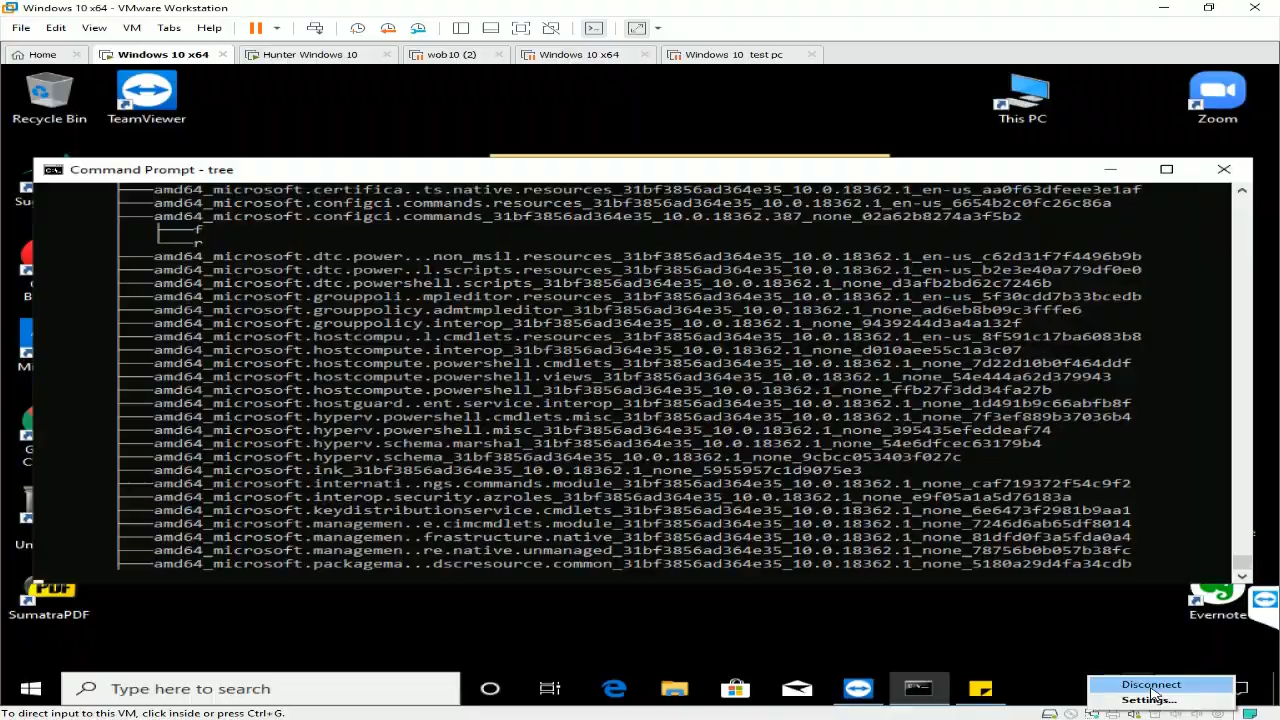 Windows 10 x64 - VMware Workstation
File Edit View VM Tabs Help
Home Windows 10 x64 Hunter Windows 10 wob10 (2) Windows 10 x64 Windows 10 test pc
Recycle Bin TeamViewer This PC Zoom
Command Prompt - tree
amd64_microsoft.certifica..ts.native.resources_31bf3856ad364e35_10.0.18362.1_en-us_aa0f63dfeee3e1af
amd64_microsoft.configci.commands.resources_31bf3856ad364e35_10.0.18362.1_en-us_6654b2c0fc26c86a
amd64_microsoft.configci.commands_31bf3856ad364e35_10.0.18362.387_none_02a62b8274a3f5b2
f
r
amd64_microsoft.dtc.power...non_msil.resources_31bf3856ad364e35_10.0.18362.1_en-us_c62d31f7f4496b9b
amd64_microsoft.dtc.power..l.scripts.resources_31bf3856ad364e35_10.0.18362.1_en-us_b2e3e40a779df0e0
amd64_microsoft.dtc.powershell.scripts_31bf3856ad364e35_10.0.18362.1_none_d3afb2bd62c7246b
amd64_microsoft.grouppoli..mpleditor.resources_31bf3856ad364e35_10.0.18362.1_en-us_5f30cdd7b33bcedb
amd64_microsoft.grouppolicy.admtmpleditor_31bf3856ad364e35_10.0.18362.1_none_ad6eb8b09c3fffe6
amd64_microsoft.grouppolicy.interop_31bf3856ad364e35_10.0.18362.1_none_9439244d3a4a132f
amd64_microsoft.hostcompu..l.cmdlets.resources_31bf3856ad364e35_10.0.18362.1_en-us_8f591c17ba6083b8
amd64_microsoft.hostcompute.interop_31bf3856ad364e35_10.0.18362.1_none_d010aee55c1a3c07
amd64_microsoft.hostcompute.powershell.cmdlets_31bf3856ad364e35_10.0.18362.1_none_7d22d10b0f464ddf
amd64_microsoft.hostcompute.powershell.views_31bf3856ad364e35_10.0.18362.1_none_54e444a62d379943
amd64_microsoft.hostcompute.powershell_31bf3856ad364e35_10.0.18362.1_none_ffb217fdd34cf27b
amd64_microsoft.hostguard..ent.service.interop_31bf3856ad364e35_10.0.18362.1_none_1d491b9c66abfb8f
amd64_microsoft.hyperv.powershell.cmdlets.misc_31bf3856ad364e35_10.0.18362.1_none_7f3ef889b37036b4
amd64_microsoft.hyperv.powershell.misc_31bf3856ad364e35_10.0.18362.1_none_395435efeddeaf74
amd64_microsoft.hyperv.schema.marshal_31bf3856ad364e35_10.0.18362.1_none_54e6dfcec63179b4
amd64_microsoft.hyperv.schema_31bf3856ad364e35_10.0.18362.1_none_9cbcc053403f027c
amd64_microsoft.ink_31bf3856ad364e35_10.0.18362.1_none_5955957c1d9075e3
amd64_microsoft.internati..ngs.commands.module_31bf3856ad364e35_10.0.18362.1_none_caf719372f54c9f2
amd64_microsoft.interop.security.azroles_31bf3856ad364e35_10.0.18362.1_none_e9f05a1a5d76183a
amd64_microsoft.keydistributionservice.cmdlets_31bf3856ad364e35_10.0.18362.1_none_6e6473f2981b9aa1
amd64_microsoft.managemen..e.cimcmdlets.module_31bf3856ad364e35_10.0.18362.1_none_7246d6ab65df8014
amd64_microsoft.managemen..frastructure.native_31bf3856ad364e35_10.0.18362.1_none_81dfd0f3a5fda0a4
amd64_microsoft.managemen..re.native.unmanaged_31bf3856ad364e35_10.0.18362.1_none_78756b0b057b38fc
amd64_microsoft.packagema...dscresource.common_31bf3856ad364e35_10.0.18362.1_none_5180a29d4fa34cdb
PDF
SumatraPDF Evernote
Type here to search
Disconnect
Settings...
To direct input to this VM, click inside or press Ctrl+G.